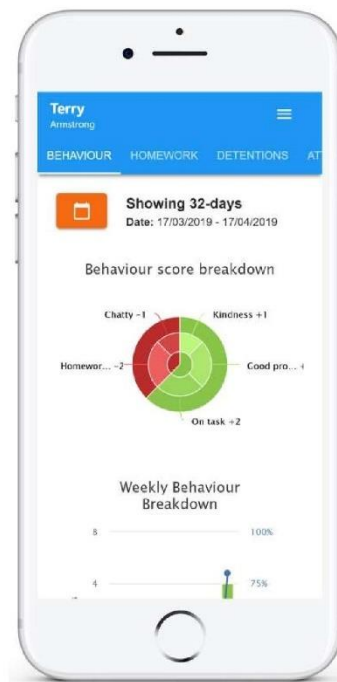 Terry
Armstrong
BEHAVIOUR HOMEWORK DETENTIONS AT
Showing 32-days
Date: 17/03/2019 - 17/04/2019
Behaviour score breakdown
Chatty -1 Kindness +1
Homewor... -2 Good pro... +
On task +2
Weekly Behaviour
Breakdown
8 100%
4 75%